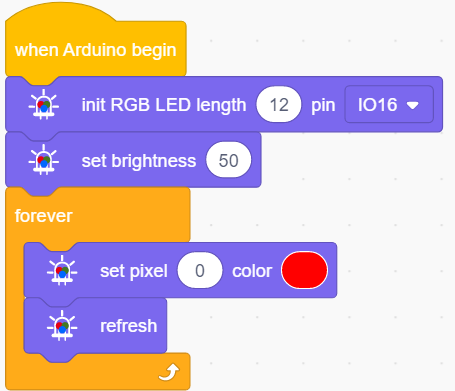 when Arduino begin
init RGB LED length 12 pin IO16
set brightness 50
forever
set pixel 0 color
refresh